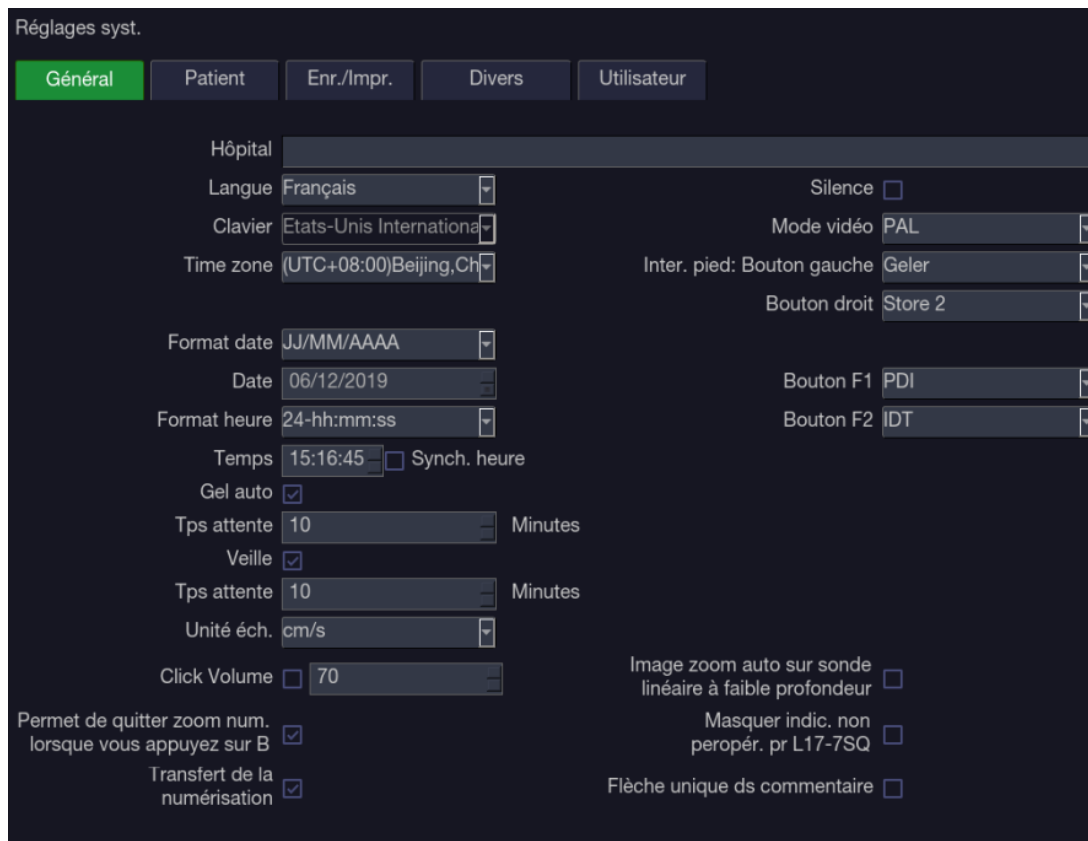 Réglages syst.
Général Patient Enr./Impr. Divers Utilisateur
Hôpital
Langue Français Silence
Clavier Etats-Unis Internationa Mode vidéo PAL
Time zone (UTC+08:00)Beijing,Ch Inter. pied: Bouton gauche Geler
Bouton droit Store 2
Format date JJ/MM/AAAA
Date 06/12/2019 Bouton F1 PDI
Format heure 24-hh:mm:ss Bouton F2 IDT
Temps 15:16:45 Synch. heure
Gel auto
Tps attente 10 Minutes
Veille
Tps attente 10 Minutes
Unité éch. cm/s
Click Volume 70
Image zoom auto sur sonde
linéaire à faible profondeur
Permet de quitter zoom num.
lorsque vous appuyez sur B
Masquer indic. non
peropér. pr L17-7SQ
Transfert de la
numérisation
Flèche unique ds commentaire